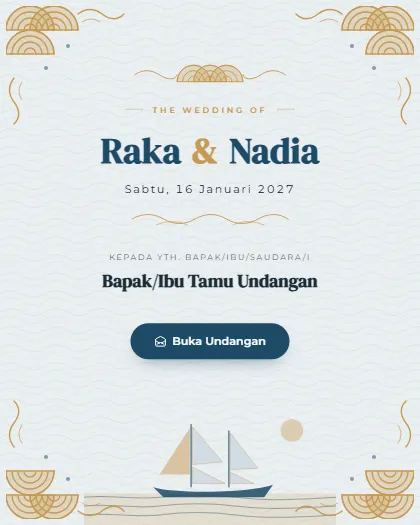 THE WEDDING OF
Raka & Nadia
Sabtu, 16 Januari 2027
KEPADA YTH. BAPAK/IBU/SAUDARA/I
Bapak/Ibu Tamu Undangan
Buka Undangan